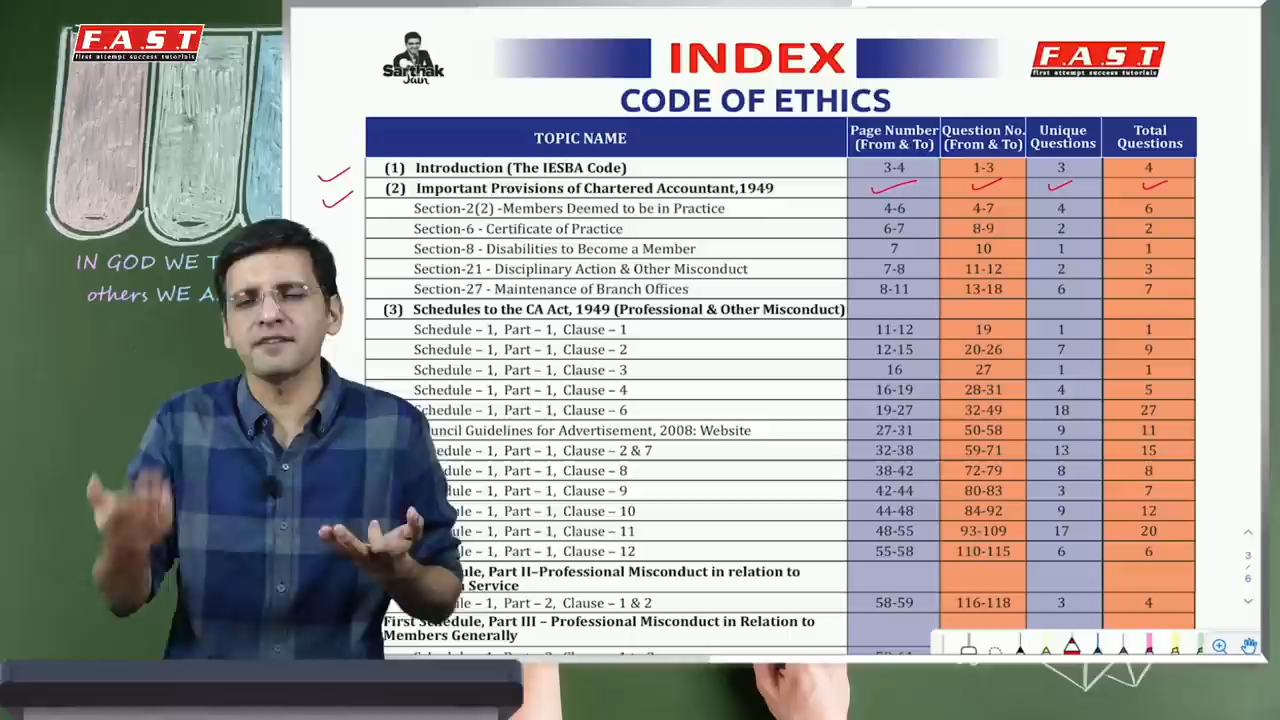 F.A.S.T
first attempt success tutorials
IN GOD WE
others WE
Sarthak
Jain
INDEX
F.A.S.T
first attempt success tutorials
CODE OF ETHICS
TOPIC NAME Page Number (From & To) Question No. (From & To) Unique Questions Total Questions
(1) Introduction (The IESBA Code) 3-4 1-3 3 4
(2) Important Provisions of Chartered Accountant,1949
Section-2(2) -Members Deemed to be in Practice 4-6 4-7 4 6
Section-6 - Certificate of Practice 6-7 8-9 2 2
Section-8 - Disabilities to Become a Member 7 10 1 1
Section-21 - Disciplinary Action & Other Misconduct 7-8 11-12 2 3
Section-27 - Maintenance of Branch Offices 8-11 13-18 6 7
(3) Schedules to the CA Act, 1949 (Professional & Other Misconduct)
Schedule – 1, Part – 1, Clause – 1 11-12 19 1 1
Schedule – 1, Part – 1, Clause – 2 12-15 20-26 7 9
Schedule – 1, Part – 1, Clause – 3 16 27 1 1
Schedule – 1, Part – 1, Clause – 4 16-19 28-31 4 5
– 1, Part – 1, Clause – 6 19-27 32-49 18 27
Guidelines for Advertisement, 2008: Website 27-31 50-58 9 11
– 1, Part – 1, Clause – 2 & 7 32-38 59-71 13 15
– 1, Part – 1, Clause – 8 38-42 72-79 8 8
– 1, Part – 1, Clause – 9 42-44 80-83 3 7
– 1, Part – 1, Clause – 10 44-48 84-92 9 12
– 1, Part – 1, Clause – 11 48-55 93-109 17 20
– 1, Part – 1, Clause – 12 55-58 110-115 6 6
Part II–Professional Misconduct in relation to
Service
– 1, Part – 2, Clause – 1 & 2 58-59 116-118 3 4
First Schedule, Part III – Professional Misconduct in Relation to
Members Generally
3
/
6